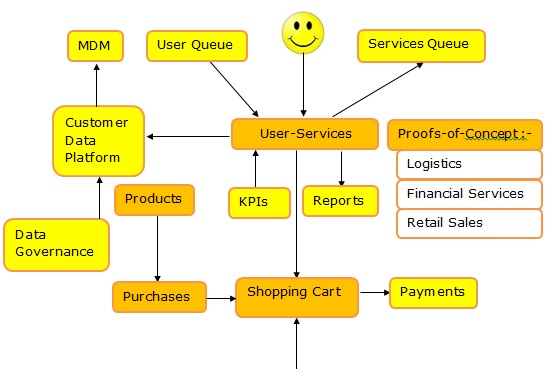 MDM
User Queue
Services Queue
Customer
Data
Platform
User-Services
Proofs-of-Concept:-
Logistics
Financial Services
Retail Sales
Products
KPIs
Reports
Data
Governance
Purchases
Shopping Cart
Payments